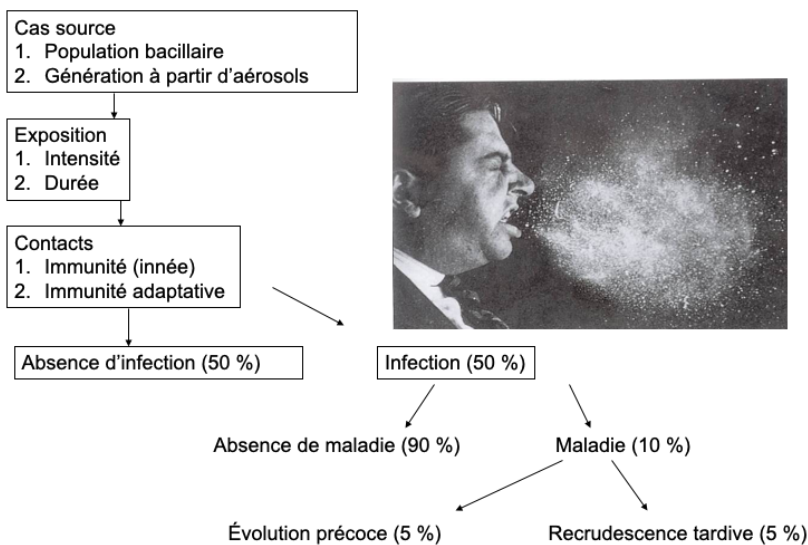 Cas source
1. Population bacillaire
2. Génération à partir d'aérosols
Exposition
1. Intensité
2. Durée
Contacts
1. Immunité (innée)
2. Immunité adaptative
Absence d'infection (50 %)
Infection (50 %)
Absence de maladie (90 %)
Maladie (10 %)
Évolution précoce (5 %)
Recrudescence tardive (5 %)